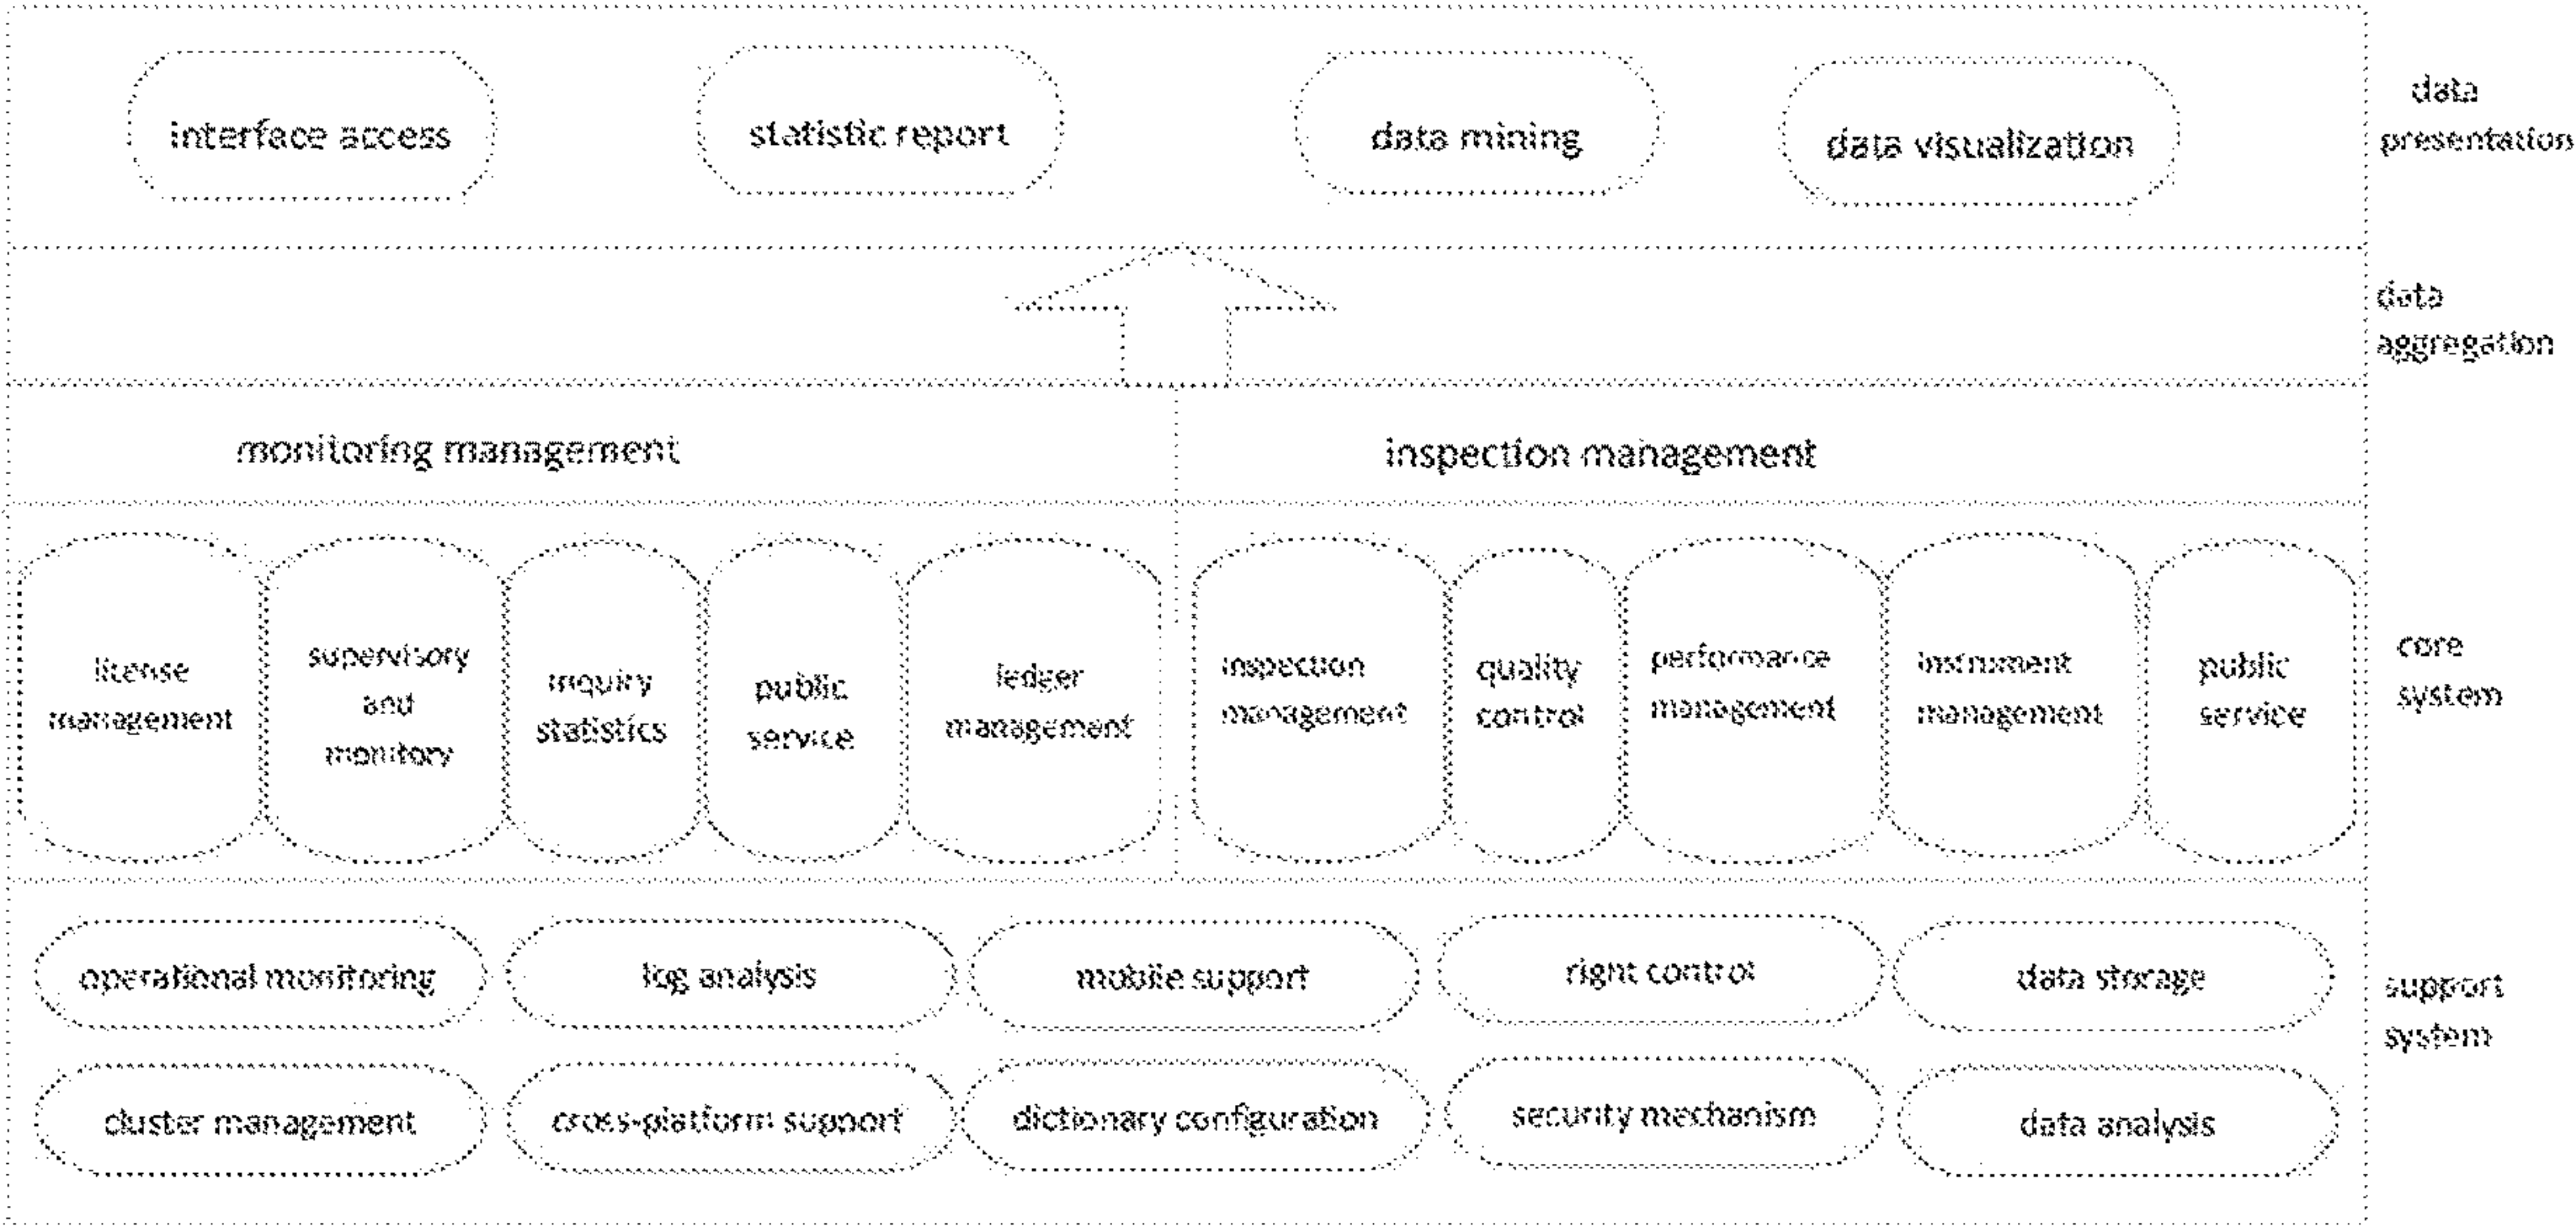 interface access
statistic report
data mining
data visualization
data
presentation
data
aggregation
monitoring management
inspection management
license
management
supervisory
and
monitory
inquiry
statistics
public
service
ledger
management
inspection
management
quality
control
performance
management
instrument
management
public
service
core
system
operational monitoring
log analysis
mobile support
right control
data storage
cluster management
cross-platform support
dictionary configuration
security mechanism
data analysis
support
system